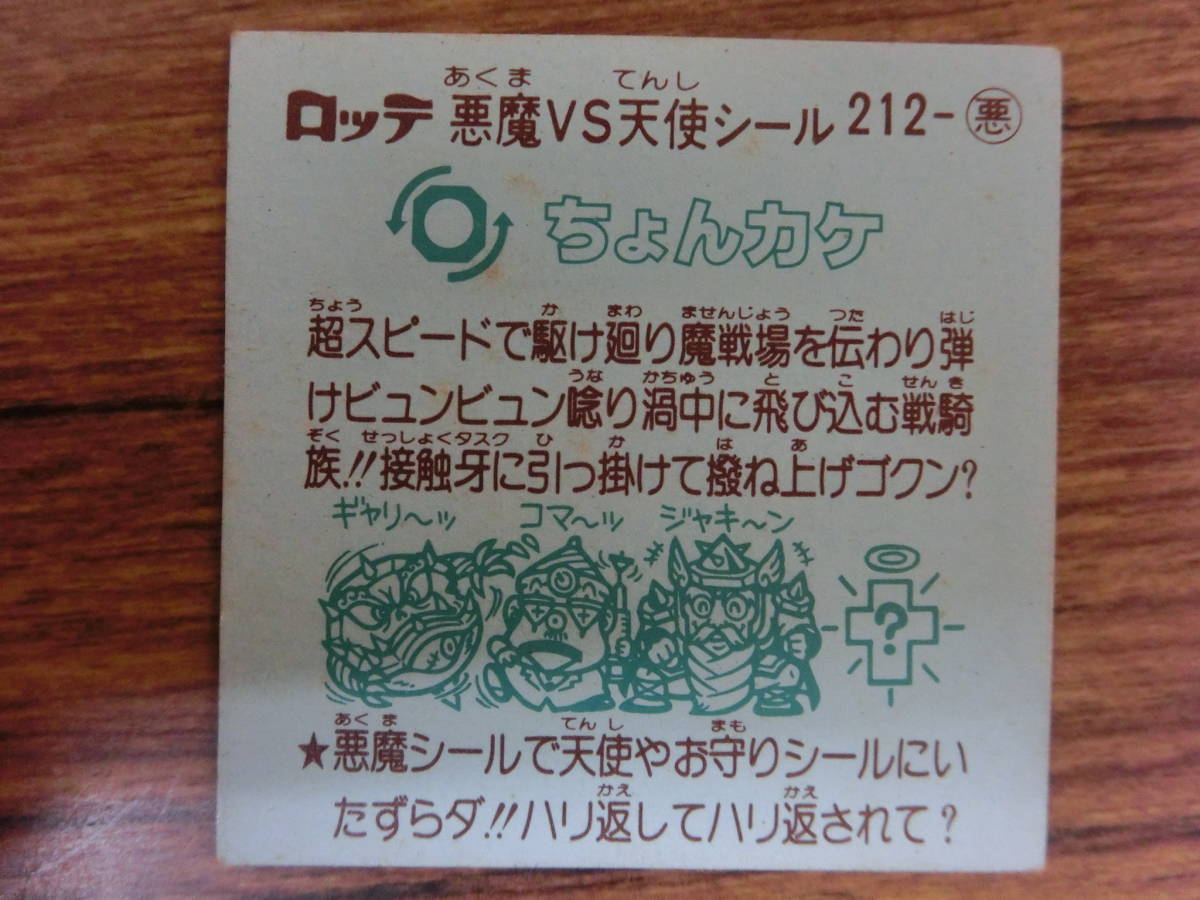 あくま てんし
ロッテ 悪魔VS天使シール 212-悪
ちょんカケ
ちょう か まわ ませんじょう つた はじ
超スピードで駆け廻り魔戦場を伝わり弾
うな かちゅう と こ せんき
けビュンビュン唸り渦中に飛び込む戦騎
ぞく せっしょくタスク ひ か は あ
族!!接触牙に引っ掛けて撥ね上げゴクン?
ギャリ〜ッ コマ〜ッ ジャキ〜ン
?
あくま てんし まも
★悪魔シールで天使やお守りシールにい
かえ かえ
たずらダ!!ハリ返してハリ返されて?